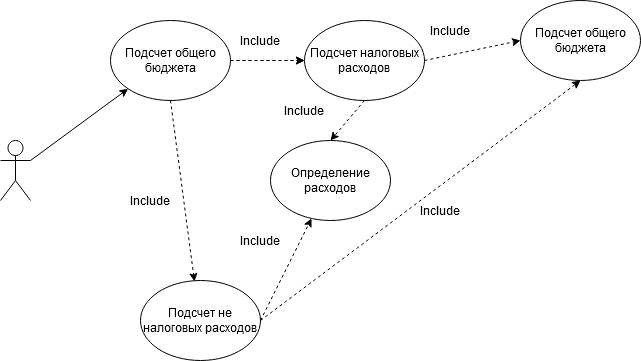 Подсчет общего
бюджета
Include
Подсчет налоговых
расходов
Include
Подсчет общего
бюджета
Include
Определение
расходов
Include
Include
Include
Подсчет не
налоговых расходов